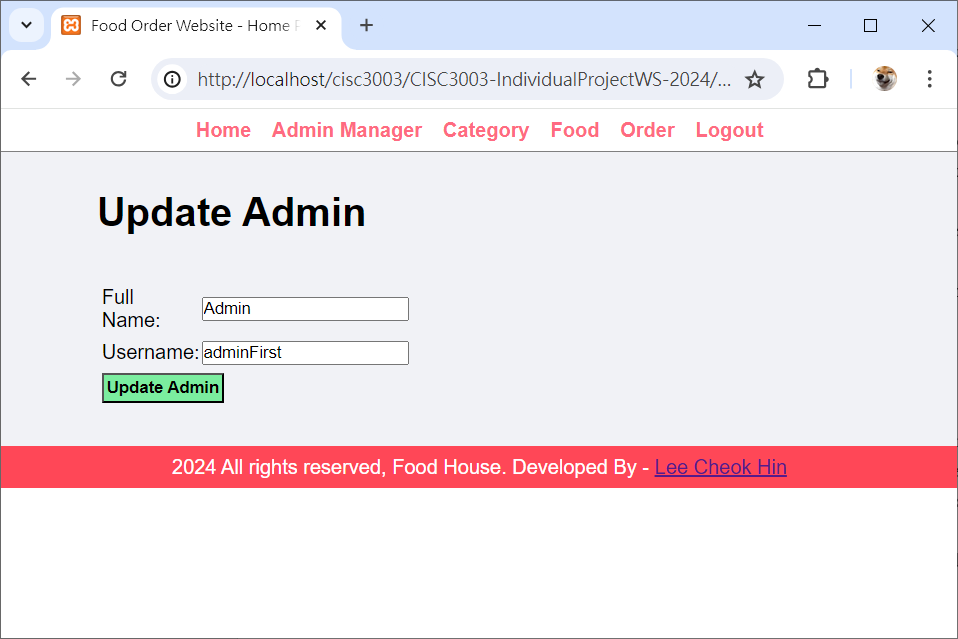 Food Order Website - Home
http://localhost/cisc3003/CISC3003-IndividualProjectWS-2024/...
Home Admin Manager Category Food Order Logout
Update Admin
Full
Name:
Admin
Username: adminFirst
Update Admin
2024 All rights reserved, Food House. Developed By - Lee Cheok Hin